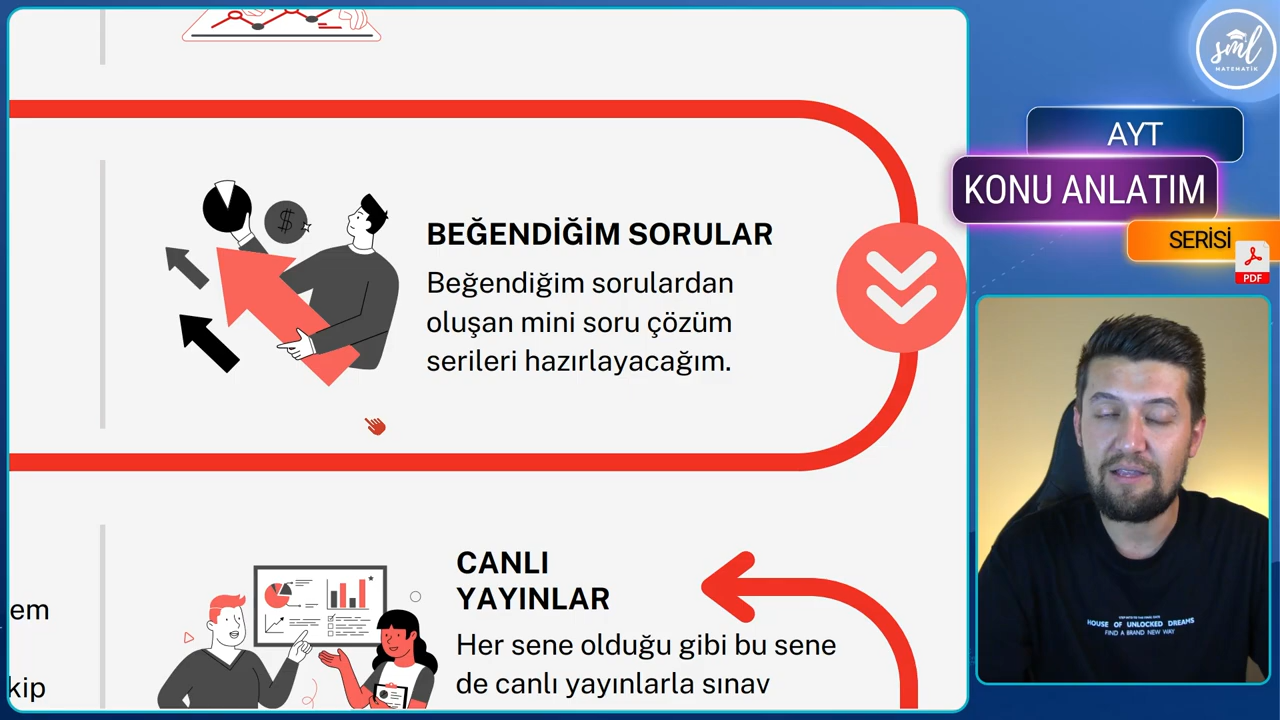 BEĞENDİĞİM SORULAR
Beğendiğim sorulardan
oluşan mini soru çözüm
serileri hazırlayacağım.
CANLI
YAYINLAR
Her sene olduğu gibi bu sene
de canlı yayınlarla sınav
em
kip
sml
MATEMATİK
AYT
KONU ANLATIM
SERİSİ
PDF
HOUSE OF UNLOCKED DREAMS
FIND A BRAND NEW WAY